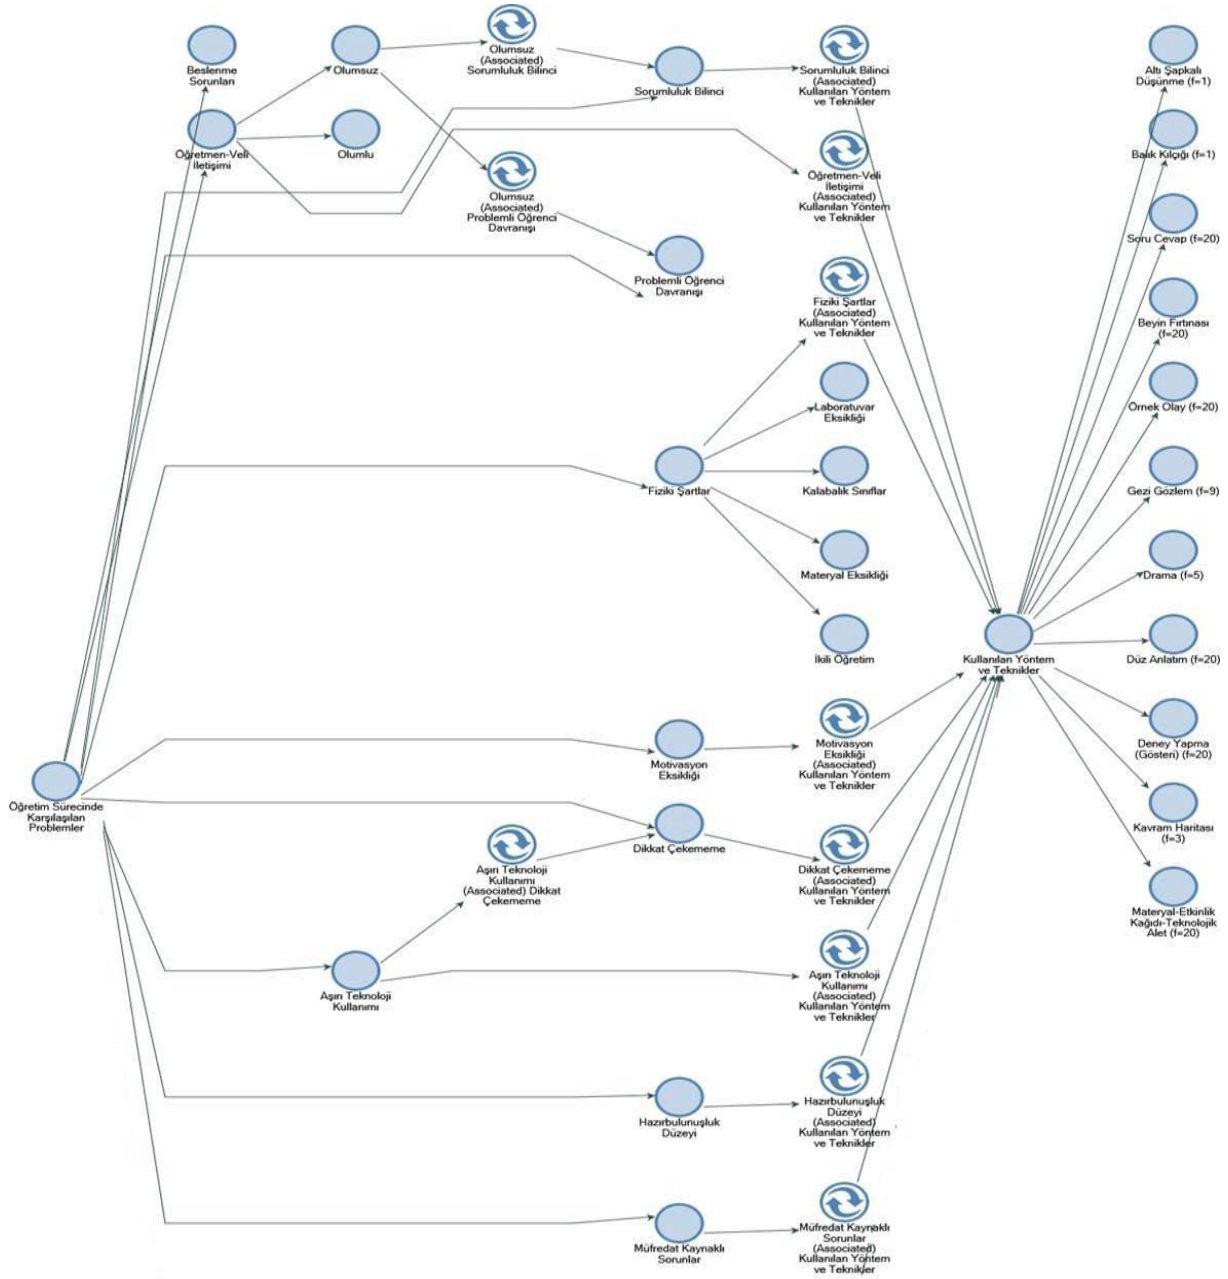 Beslenme
Sorunları
Olumsuz
Olumsuz
(Associated)
Sorumluluk Bilinci
Sorumluluk Bilinci
Sorumluluk Bilinci
(Associated)
Kullanılan Yöntem
ve Teknikler
Altı Şapkalı
Düşünme (f=1)
Öğretmen-Veli
İletişimi
Olumlu
Olumsuz
(Associated)
Problemli Öğrenci
Davranışı
Öğretmen-Veli
İletişimi
(Associated)
Kullanılan Yöntem
ve Teknikler
Balık Kılçığı (f=1)
Soru Cevap (f=20)
Problemli Öğrenci
Davranışı
Fiziki Şartlar
(Associated)
Kullanılan Yöntem
ve Teknikler
Beyin Fırtınası
(f=20)
Laboratuvar
Eksikliği
Örnek Olay (f=20)
Fiziki Şartlar
Kalabalık Sınıflar
Gezi Gözlem (f=9)
Materyal Eksikliği
Drama (f=5)
İkili Öğretim
Kullanılan Yöntem
ve Teknikler
Düz Anlatım (f=20)
Motivasyon
Eksikliği
Motivasyon
Eksikliği
(Associated)
Kullanılan Yöntem
ve Teknikler
Deney Yapma
(Gösteri) (f=20)
Öğretim Sürecinde
Karşılaşılan
Problemler
Kavram Haritası
(f=3)
Aşırı Teknoloji
Kullanımı
(Associated) Dikkat
Çekememe
Dikkat Çekememe
Dikkat Çekememe
(Associated)
Kullanılan Yöntem
ve Teknikler
Materyal-Etkinlik
Kağıdı-Teknolojik
Alet (f=20)
Aşırı Teknoloji
Kullanımı
Aşırı Teknoloji
Kullanımı
(Associated)
Kullanılan Yöntem
ve Teknikler
Hazırbulunuşluk
Düzeyi
Hazırbulunuşluk
Düzeyi
(Associated)
Kullanılan Yöntem
ve Teknikler
Müfredat Kaynaklı
Sorunlar
Müfredat Kaynaklı
Sorunlar
(Associated)
Kullanılan Yöntem
ve Teknikler